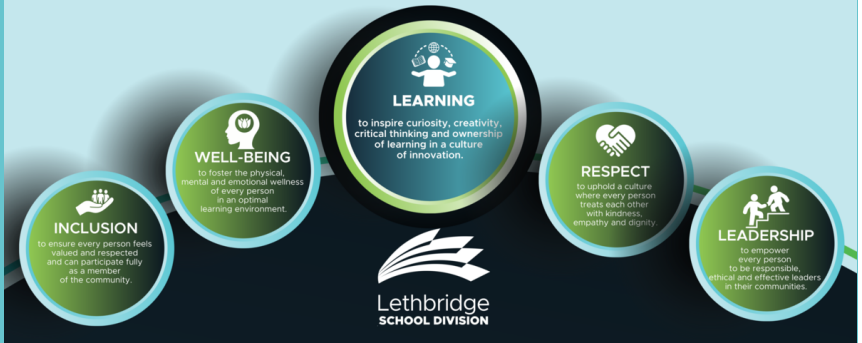 INCLUSION
to ensure every person feels
valued and respected
and can participate fully
as a member
of the community.
WELL-BEING
to foster the physical,
mental and emotional wellness
of every person
in an optimal
learning environment.
LEARNING
to inspire curiosity, creativity,
critical thinking and ownership
of learning in a culture
of innovation.
RESPECT
to uphold a culture
where every person
treats each other
with kindness,
empathy and dignity.
LEADERSHIP
to empower
every person
to be responsible,
ethical and effective leaders
in their communities.
Lethbridge
SCHOOL DIVISION